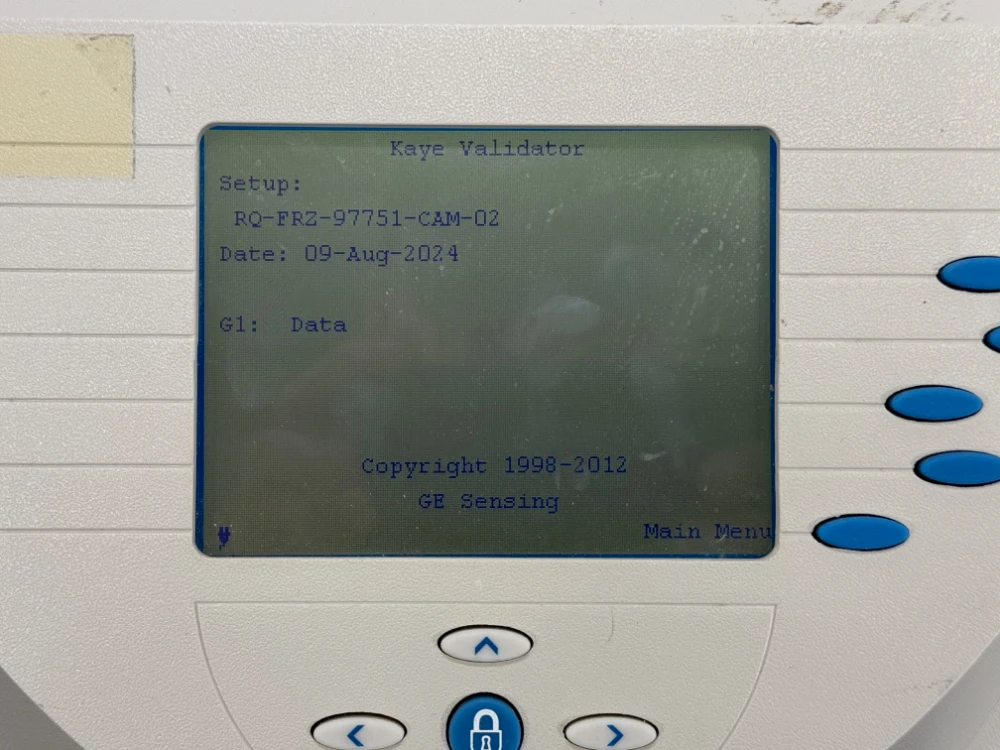 Kaye Validator
Setup:
RQ-FRZ-97751-CAM-02
Date: 09-Aug-2024
G1: Data
Copyright 1998-2012
GE Sensing
Main Menu